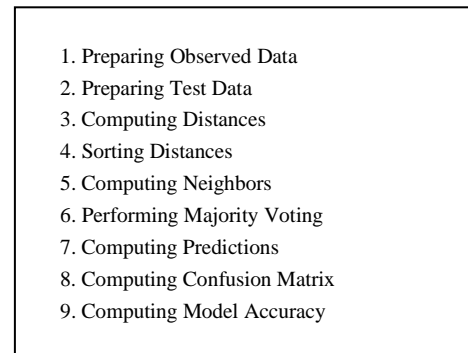 1. Preparing Observed Data
2. Preparing Test Data
3. Computing Distances
4. Sorting Distances
5. Computing Neighbors
6. Performing Majority Voting
7. Computing Predictions
8. Computing Confusion Matrix
9. Computing Model Accuracy